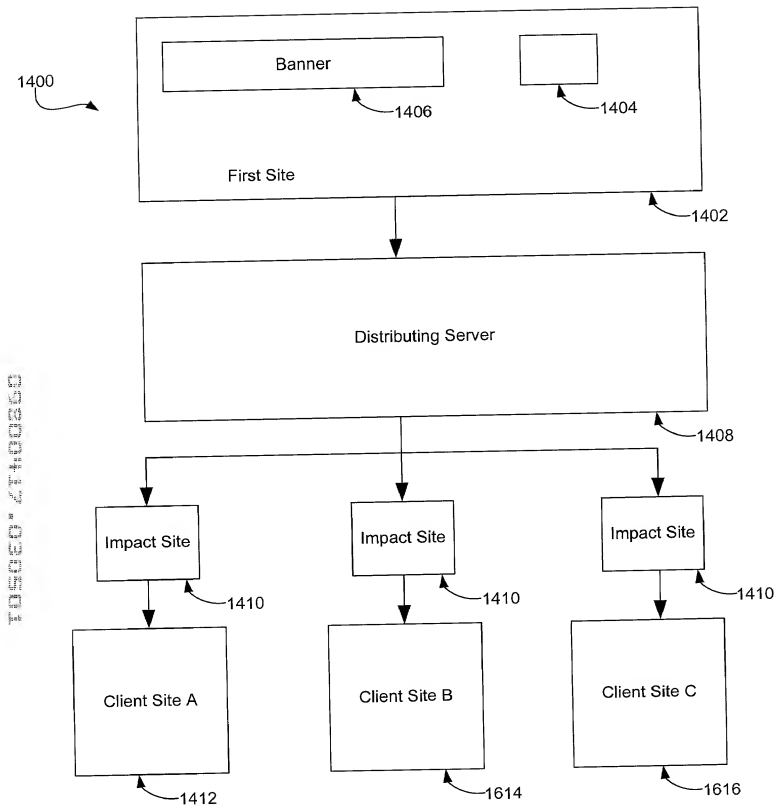 1400
Banner
1406
1404
First Site
1402
Distributing Server
1408
Impact Site
Impact Site
Impact Site
1410
1410
1410
Client Site A
Client Site B
Client Site C
1412
1614
1616